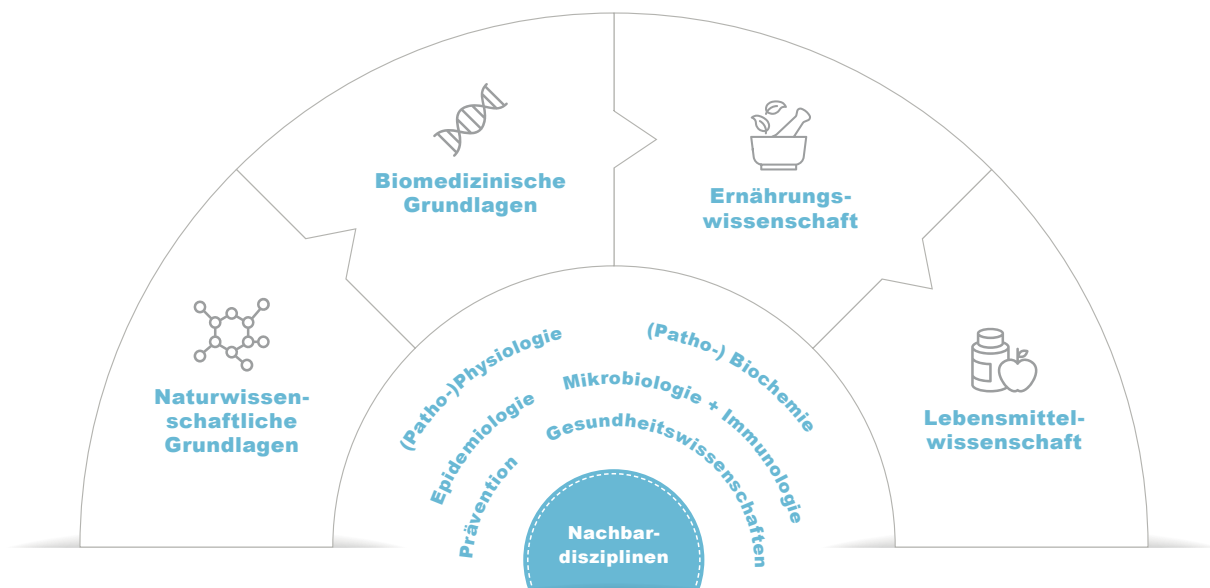 Biomedizinische
Grundlagen
Ernährungs-
wissenschaft
Naturwissen-
schaftliche
Grundlagen
Lebensmittel-
wissenschaft
(Patho-)Physiologie
(Patho-) Biochemie
Epidemiologie
Mikrobiologie + Immunologie
Prävention
Gesundheitswissenschaften
Nachbar-
disziplinen